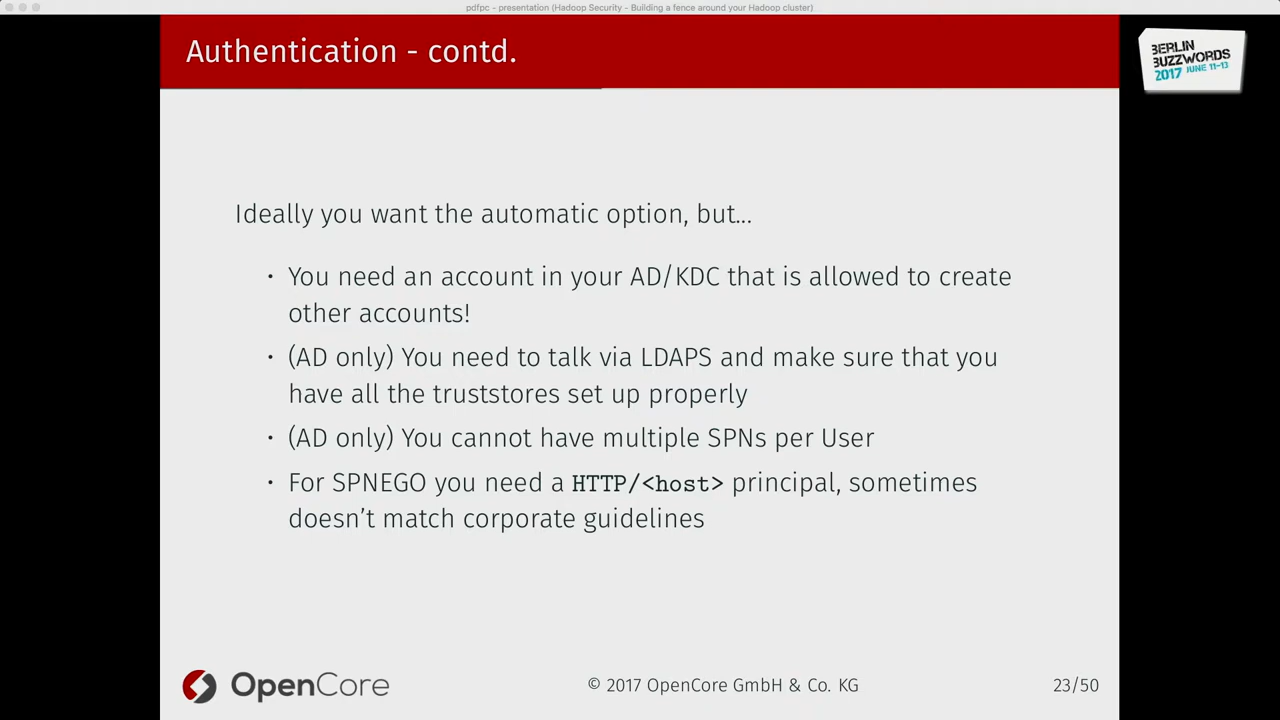 pdfpc - presentation (Hadoop Security - Building a fence around your Hadoop cluster)
Authentication - contd.
BERLIN
BUZZWORDS
2017 JUNE 11-13
Ideally you want the automatic option, but...
• You need an account in your AD/KDC that is allowed to create
other accounts!
• (AD only) You need to talk via LDAPS and make sure that you
have all the truststores set up properly
• (AD only) You cannot have multiple SPNs per User
• For SPNEGO you need a HTTP/<host> principal, sometimes
doesn't match corporate guidelines
OpenCore
© 2017 OpenCore GmbH & Co. KG
23/50